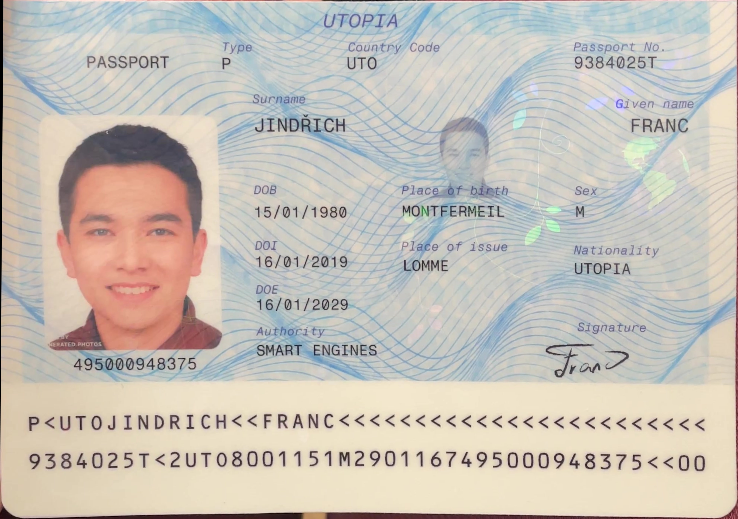 UTOPIA
Type Country Code Passport No.
PASSPORT P UTO 9384025T
Surname Given name
JINDŘICH FRANC
DOB Place of birth Sex
15/01/1980 MONTFERMEIL M
DOI Place of issue Nationality
16/01/2019 LOMME UTOPIA
DOE
16/01/2029
Authority Signature
SMART ENGINES Franc
RATED PHOTOS
495000948375
P<UTOJINDRICH<<FRANC<<<<<<<<<<<<<<<<<<<<<<<<
9384025T<2UTO8001151M2901167495000948375<<00